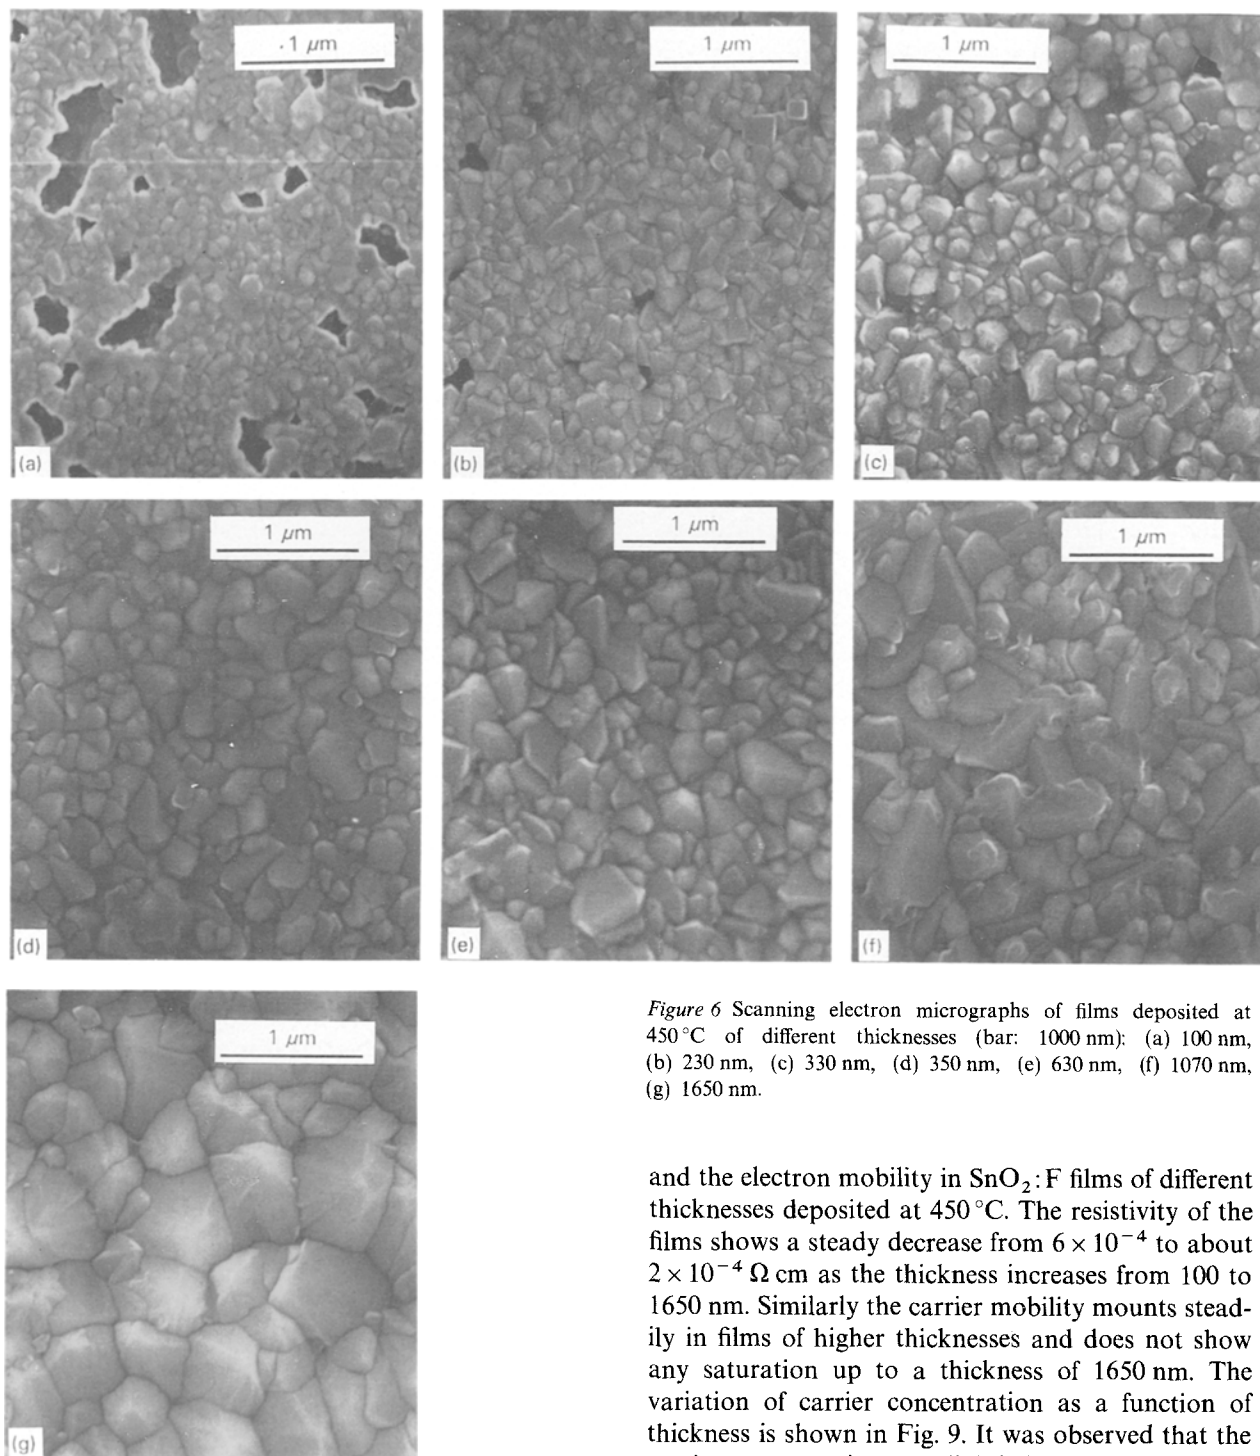 . 1 μm
1 μm
1 μm
(a)
(b)
(c)
1 μm
1 μm
1 μm
(d)
(e)
(f)
1 μm
(g)
Figure 6 Scanning electron micrographs of films deposited at
450 °C of different thicknesses (bar: 1000 nm): (a) 100 nm,
(b) 230 nm, (c) 330 nm, (d) 350 nm, (e) 630 nm, (f) 1070 nm,
(g) 1650 nm.
and the electron mobility in SnO₂:F films of different
thicknesses deposited at 450 °C. The resistivity of the
films shows a steady decrease from 6 × 10⁻⁴ to about
2 × 10⁻⁴ Ω cm as the thickness increases from 100 to
1650 nm. Similarly the carrier mobility mounts stead-
ily in films of higher thicknesses and does not show
any saturation up to a thickness of 1650 nm. The
variation of carrier concentration as a function of
thickness is shown in Fig. 9. It was observed that the